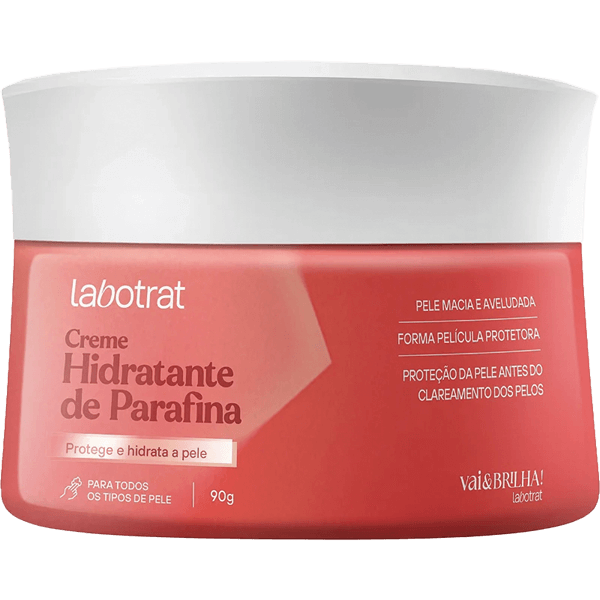 labotrat
Creme
Hidratante
de Parafina
Protege e hidrata a pele
PARA TODOS
OS TIPOS DE PELE
90g
PELE MACIA E AVELUDADA
FORMA PELÍCULA PROTETORA
PROTEÇÃO DA PELE ANTES DO
CLAREAMENTO DOS PELOS
vai&BRILHA!
labotrat